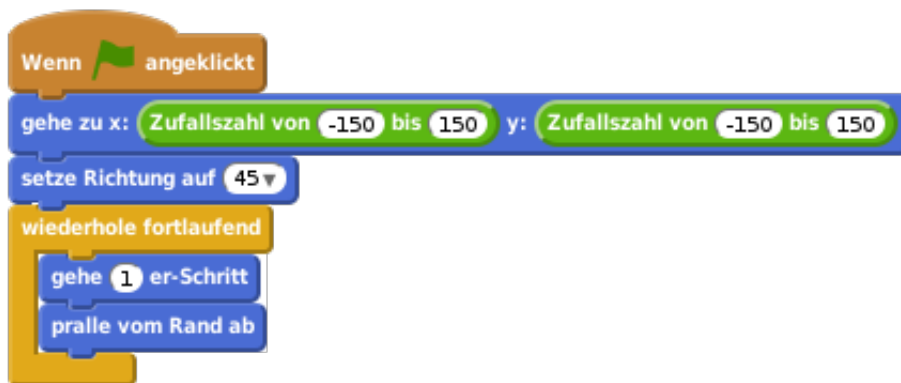 Wenn angeklickt
gehe zu x: Zufallszahl von -150 bis 150 y: Zufallszahl von -150 bis 150
setze Richtung auf 45
wiederhole fortlaufend
gehe 1 er-Schritt
pralle vom Rand ab